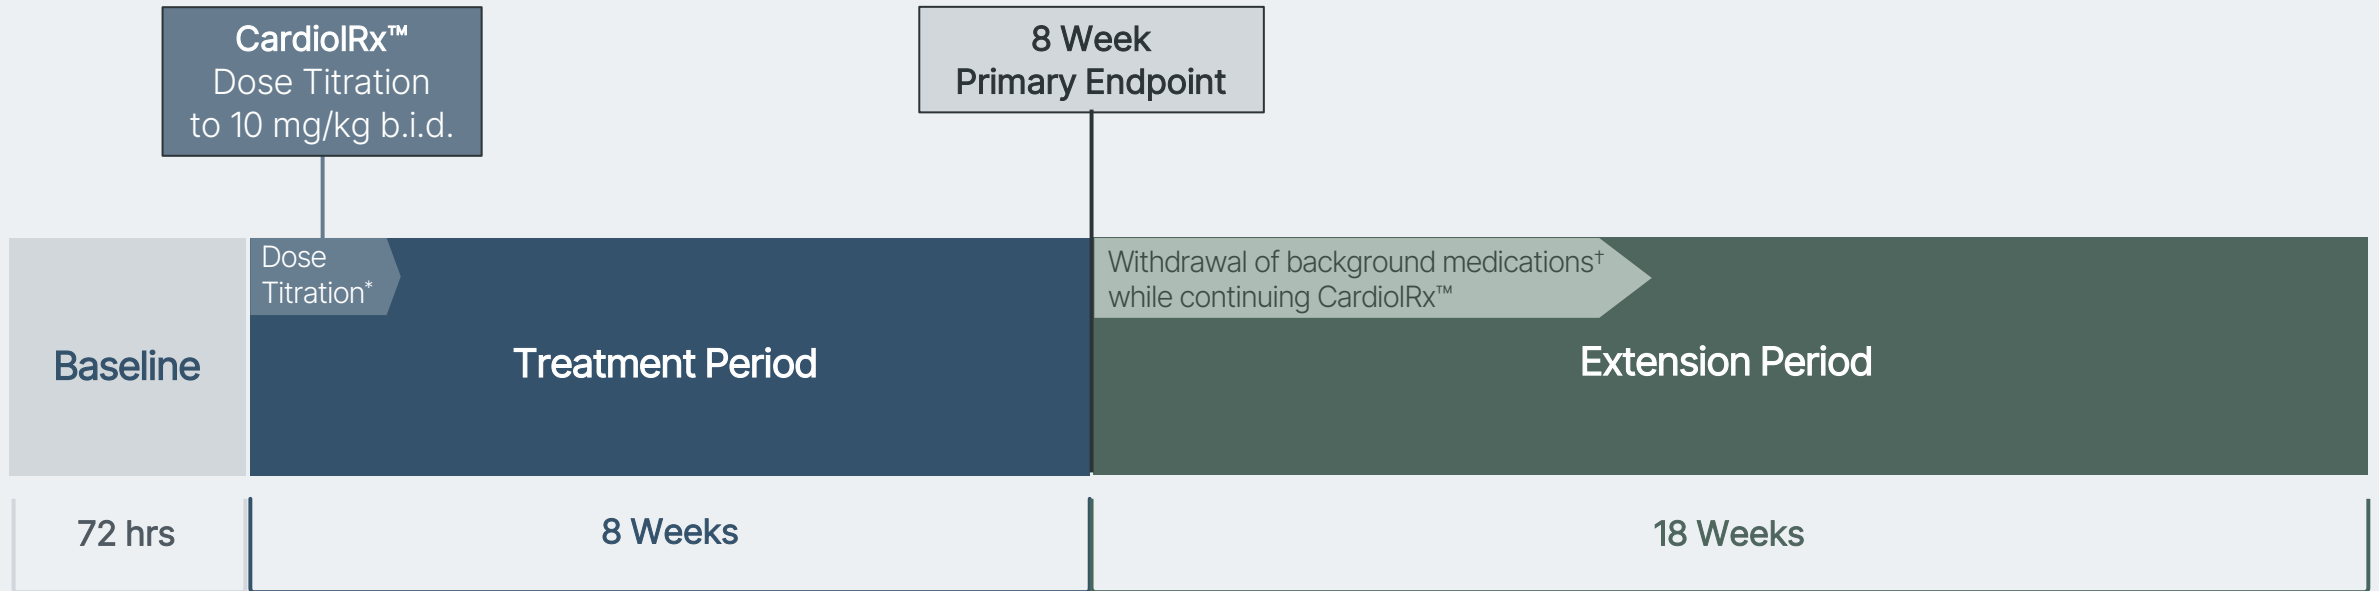 CardiolRx™
Dose Titration
to 10 mg/kg b.i.d.
8 Week
Primary Endpoint
Dose
Titration*
Withdrawal of background medications†
while continuing CardiolRx™
Baseline
Treatment Period
Extension Period
72 hrs
8 Weeks
18 Weeks